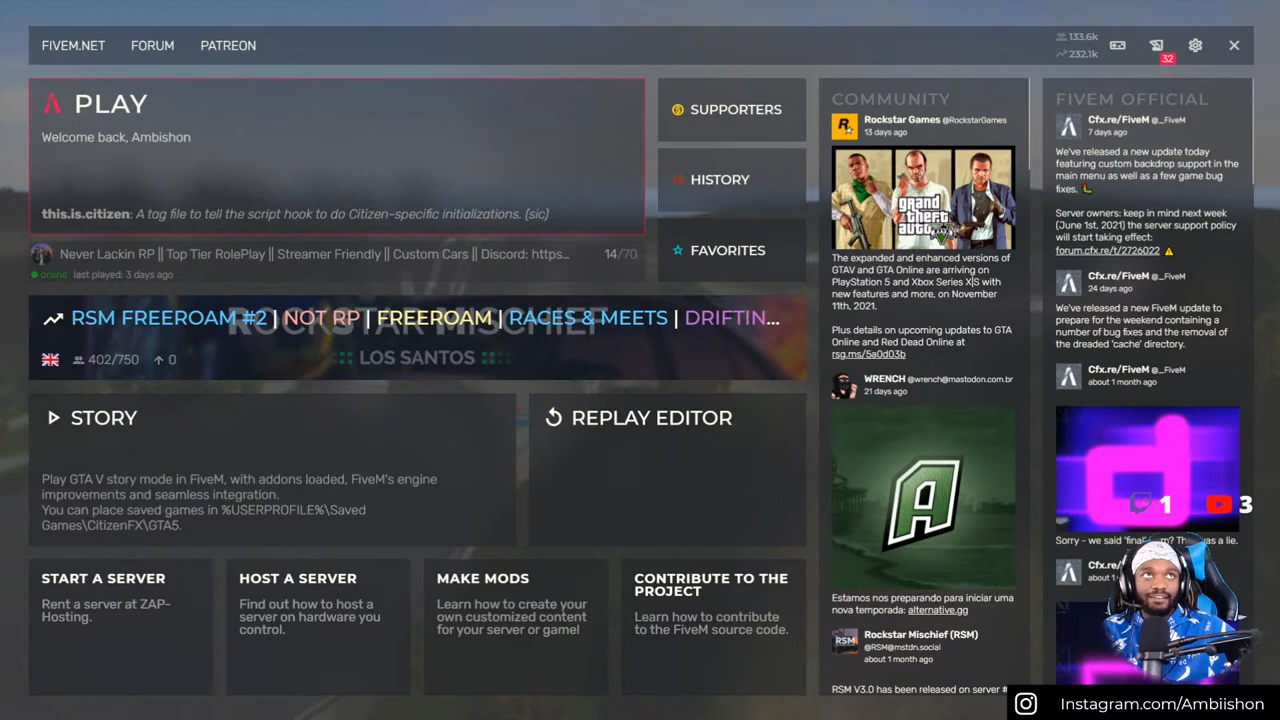 FIVEM.NET
FORUM
PATREON
133.6k
232.1k
32
PLAY
Welcome back, Ambishon
this.is.citizen: A tag file to tell the script hook to do Citizen-specific initializations. (sic)
Never Lackin RP || Top Tier RolePlay || Streamer Friendly || Custom Cars || Discord: https...
14/70
online last played: 3 days ago
SUPPORTERS
HISTORY
FAVORITES
RSM FREEROAM #2 | NOT RP | FREEROAM | RACES & MEETS | DRIFTIN...
ROCKSTAR MISCHIEF
LOS SANTOS
402/750
0
STORY
Play GTA V story mode in FiveM, with addons loaded, FiveM's engine
improvements and seamless integration.
You can place saved games in %USERPROFILE%\Saved
Games\CitizenFX\GTA5.
REPLAY EDITOR
START A SERVER
Rent a server at ZAP-
Hosting.
HOST A SERVER
Find out how to host a
server on hardware you
control.
MAKE MODS
Learn how to create your
own customized content
for your server or game!
CONTRIBUTE TO THE
PROJECT
Learn how to contribute
to the FiveM source code.
COMMUNITY
Rockstar Games @RockstarGames
13 days ago
grand
theft
auto
V
The expanded and enhanced versions of
GTAV and GTA Online are arriving on
PlayStation 5 and Xbox Series X|S with
new features and more, on November
11th, 2021.
Plus details on upcoming updates to GTA
Online and Red Dead Online at
rsg.ms/5a0d03b
WRENCH @wrench@mastodon.com.br
21 days ago
A
Estamos nos preparando para iniciar uma
nova temporada: alternative.gg
RSM
Rockstar Mischief (RSM)
@RSM@mstdn.social
about 1 month ago
RSM V3.0 has been released on server #
FIVEM OFFICIAL
Cfx.re/FiveM @_FiveM
7 days ago
We've released a new update today
featuring custom backdrop support in the
main menu as well as a few game bug
fixes.
Server owners: keep in mind next week
(June 1st, 2021) the server support policy
will start taking effect:
forum.cfx.re/t/2726022
Cfx.re/FiveM @_FiveM
24 days ago
We've released a new FiveM update to
prepare for the weekend containing a
number of bug fixes and the removal of
the dreaded 'cache' directory.
Cfx.re/FiveM @_FiveM
about 1 month ago
d
1
3
Sorry - we said 'final' Th was a lie.
Cfx.re/
about 1
Instagram.com/Ambiishon